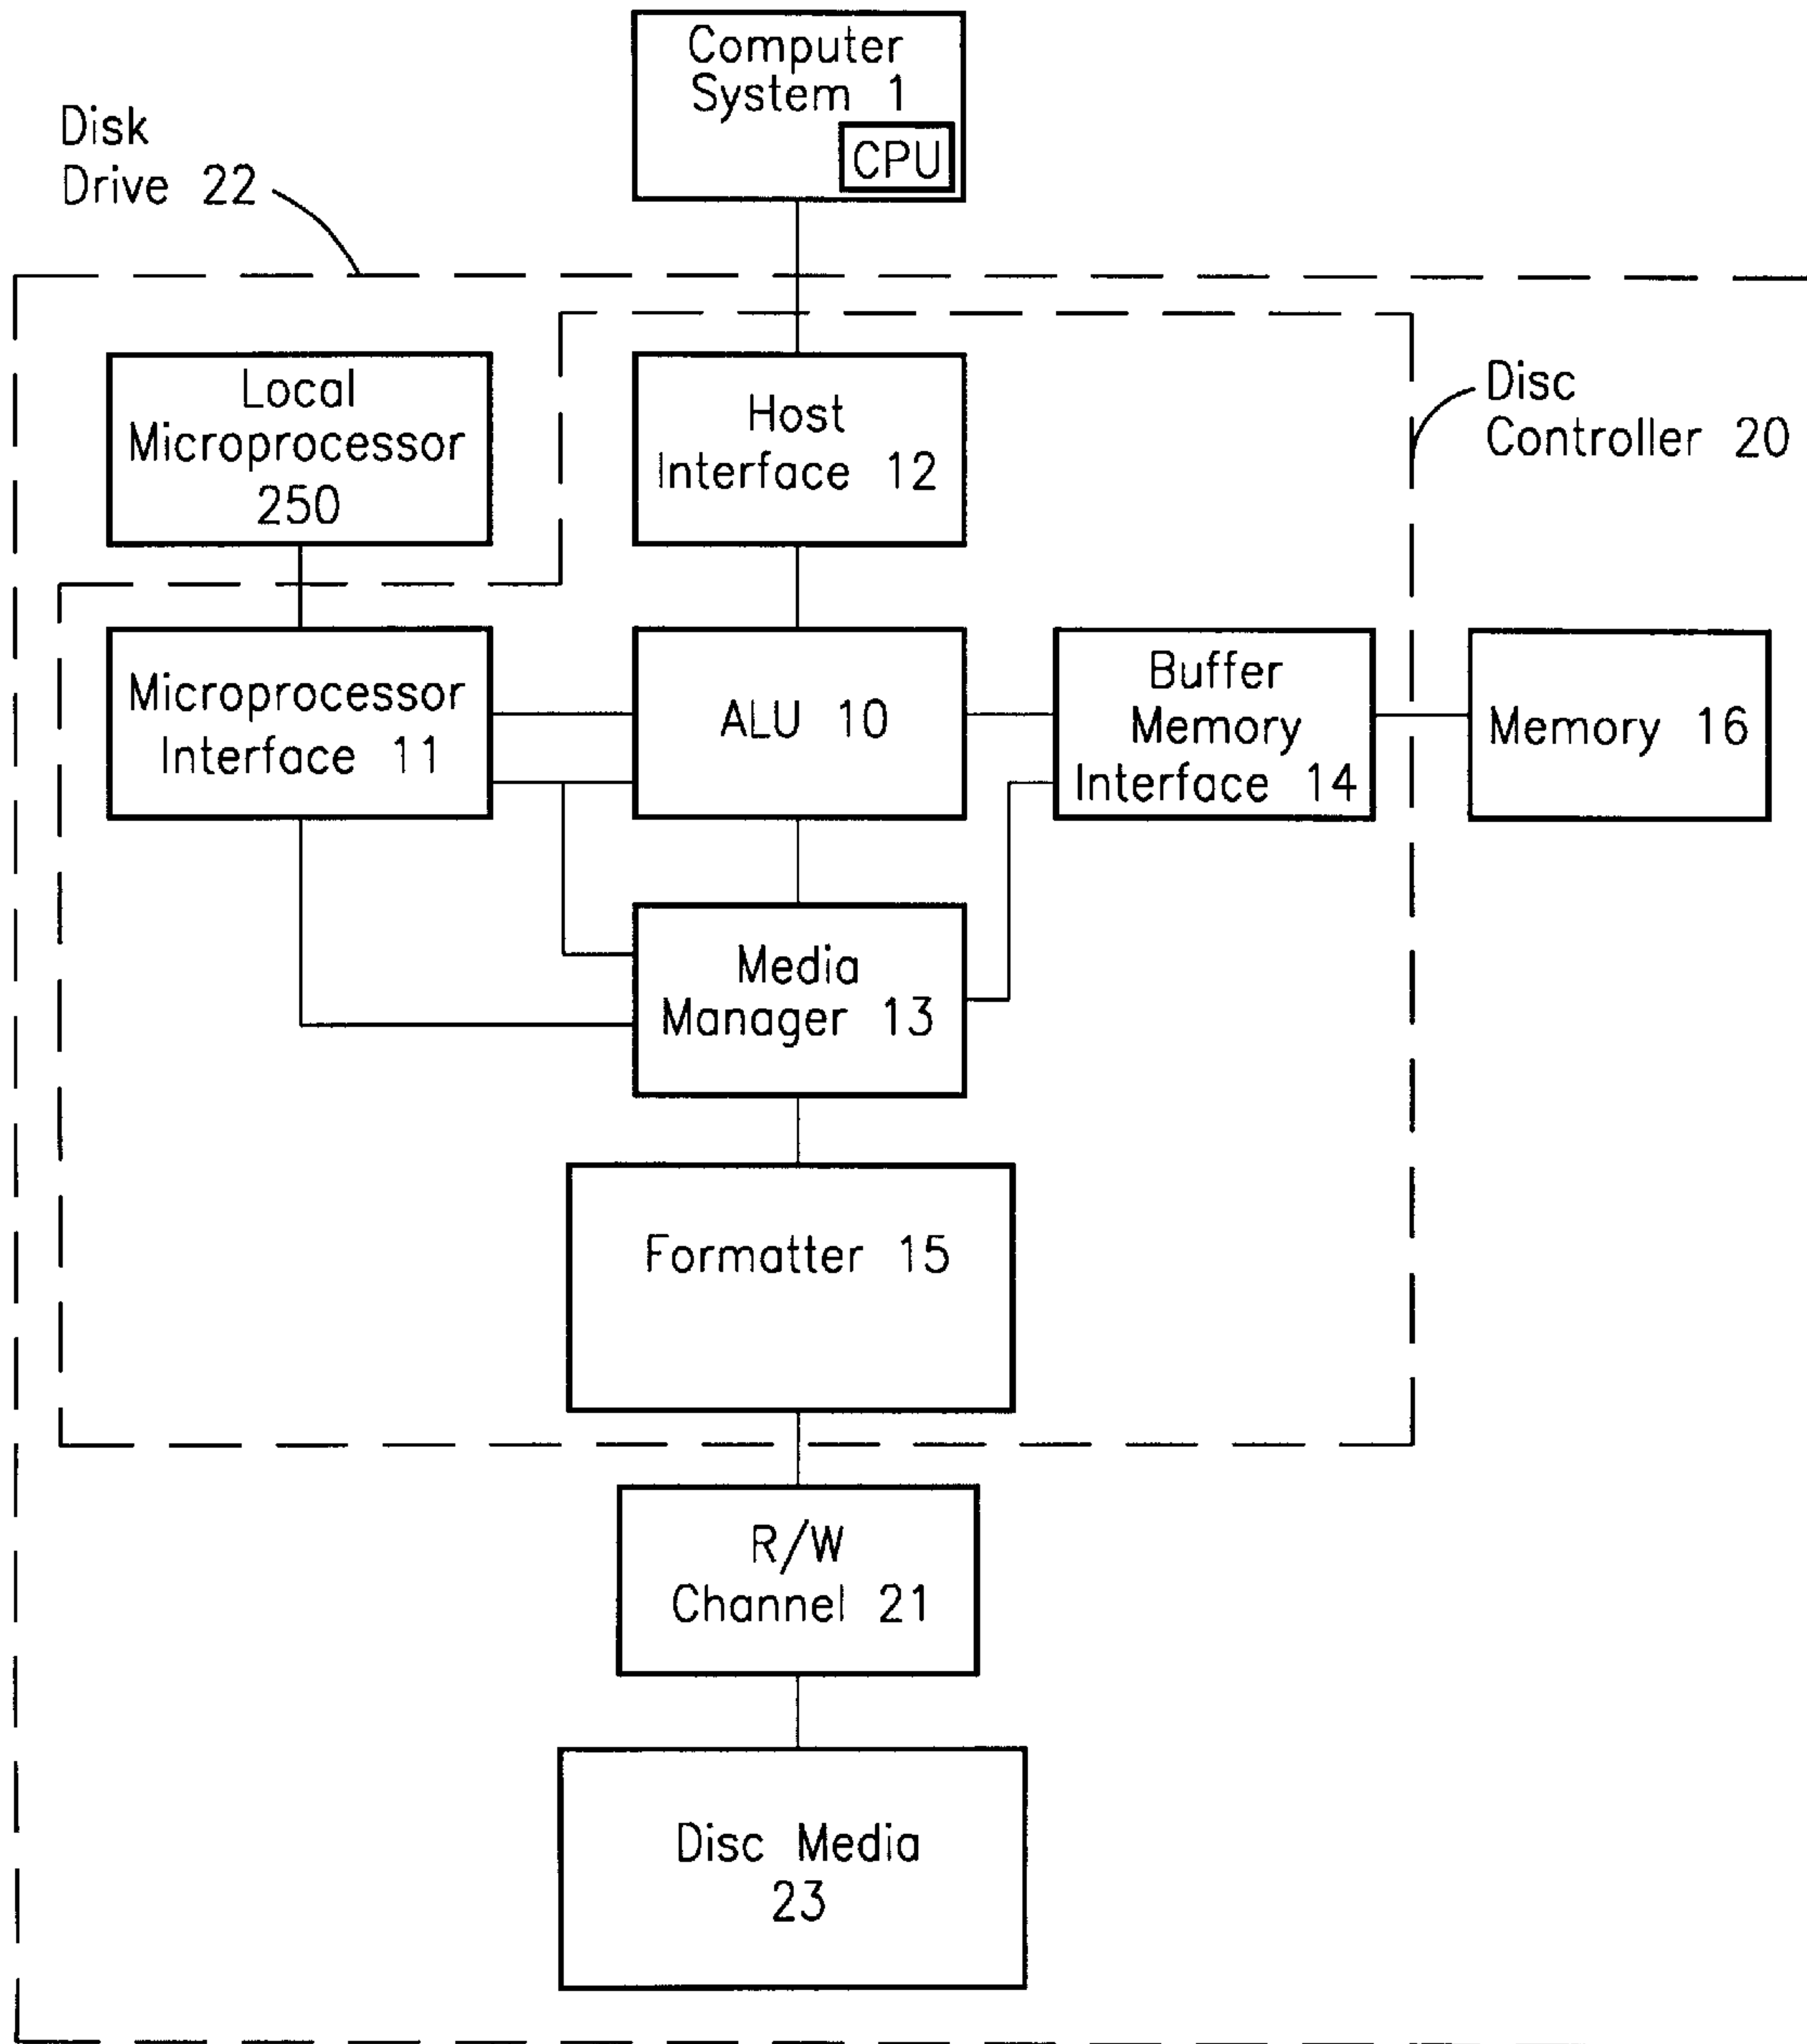 Computer
System 1
CPU
Disk
Drive 22
Local
Microprocessor
250
Host
Interface 12
Disc
Controller 20
Microprocessor
Interface 11
ALU 10
Buffer
Memory
Interface 14
Memory 16
Media
Manager 13
Formatter 15
R/W
Channel 21
Disc Media
23